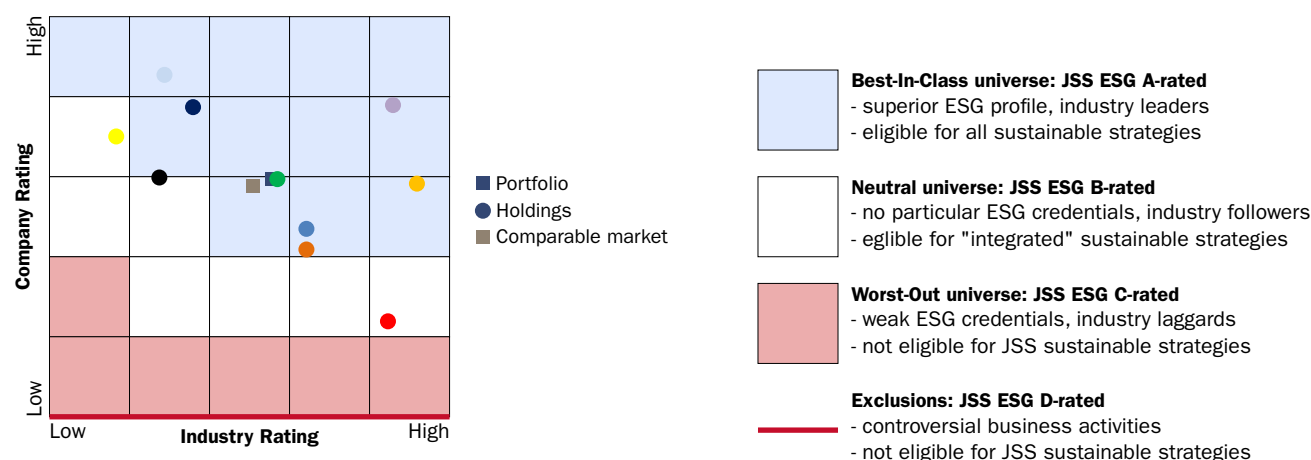 High
Company Rating
Low
Low
Industry Rating
High
Portfolio
Holdings
Comparable market
Best-In-Class universe: JSS ESG A-rated
- superior ESG profile, industry leaders
- eligible for all sustainable strategies
Neutral universe: JSS ESG B-rated
- no particular ESG credentials, industry followers
- eglible for "integrated" sustainable strategies
Worst-Out universe: JSS ESG C-rated
- weak ESG credentials, industry laggards
- not eligible for JSS sustainable strategies
Exclusions: JSS ESG D-rated
- controversial business activities
- not eligible for JSS sustainable strategies